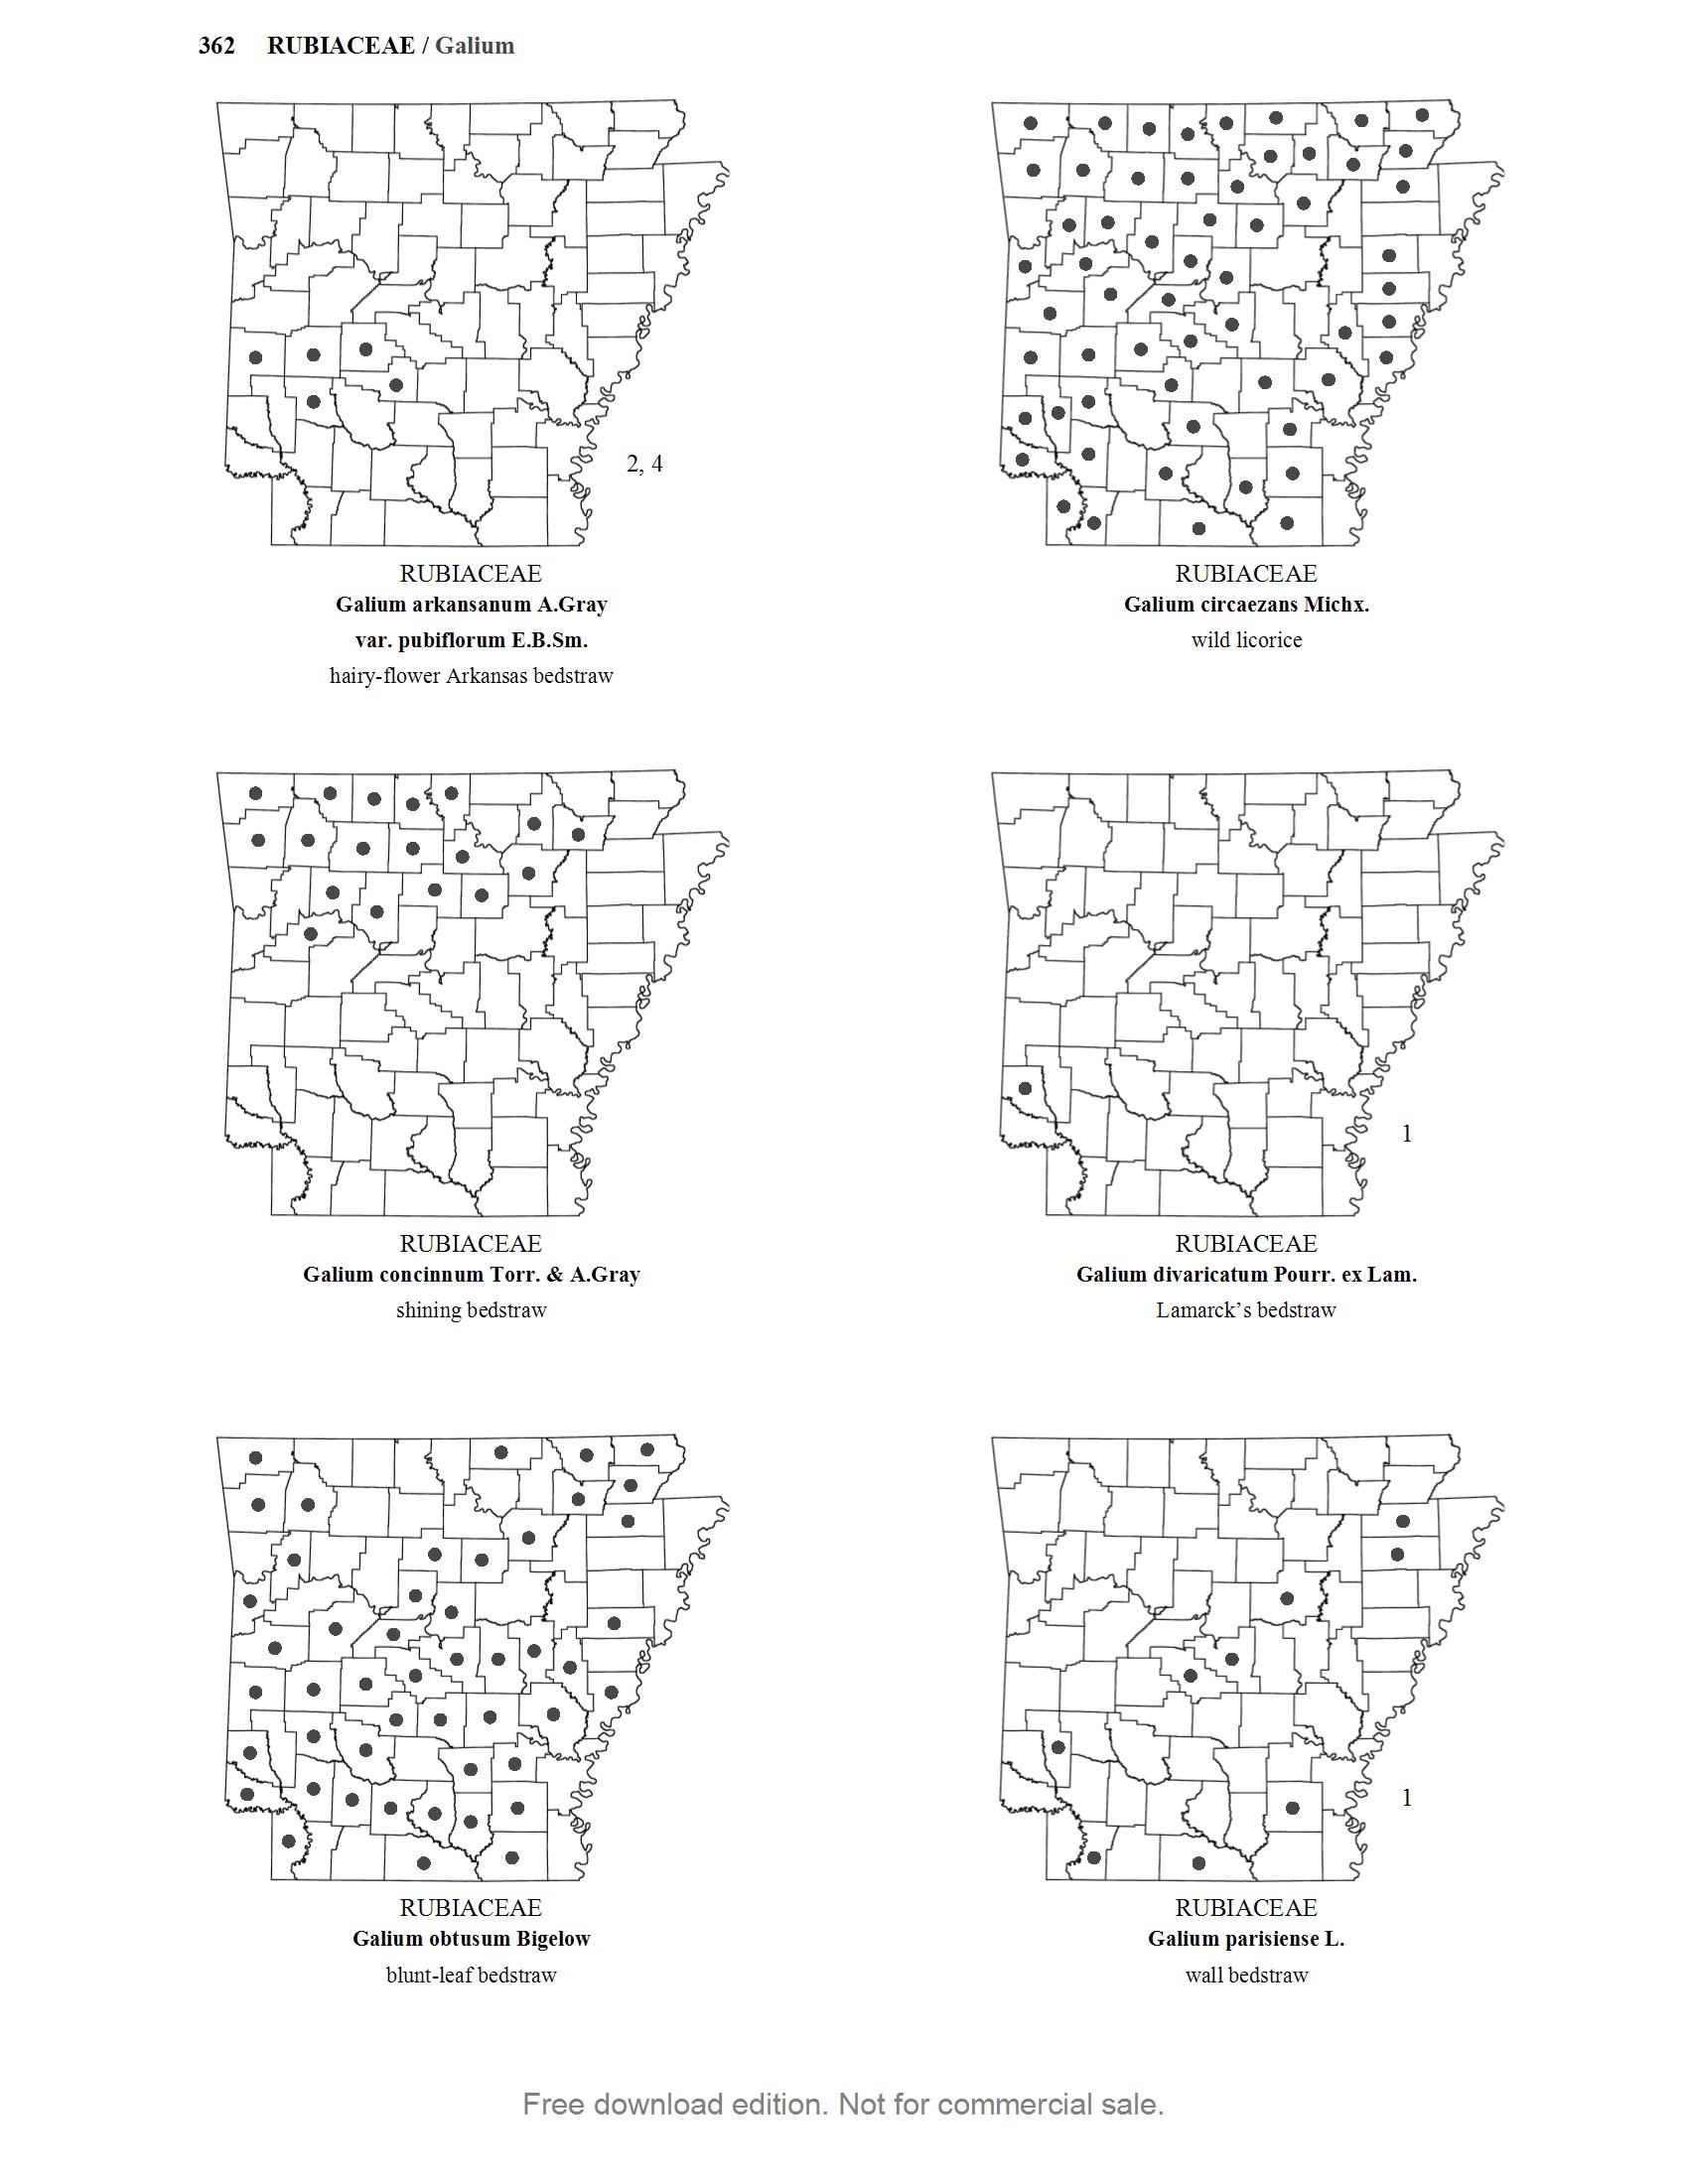 362 RUBIACEAE / Galium
2, 4
RUBIACEAE
Galium arkansanum A.Gray
var. pubiflorum E.B.Sm.
hairy-flower Arkansas bedstraw
RUBIACEAE
Galium circaezans Michx.
wild licorice
RUBIACEAE
Galium concinnum Torr. & A.Gray
shining bedstraw
1
RUBIACEAE
Galium divaricatum Pourr. ex Lam.
Lamarck’s bedstraw
RUBIACEAE
Galium obtusum Bigelow
blunt-leaf bedstraw
1
RUBIACEAE
Galium parisiense L.
wall bedstraw
Free download edition. Not for commercial sale.